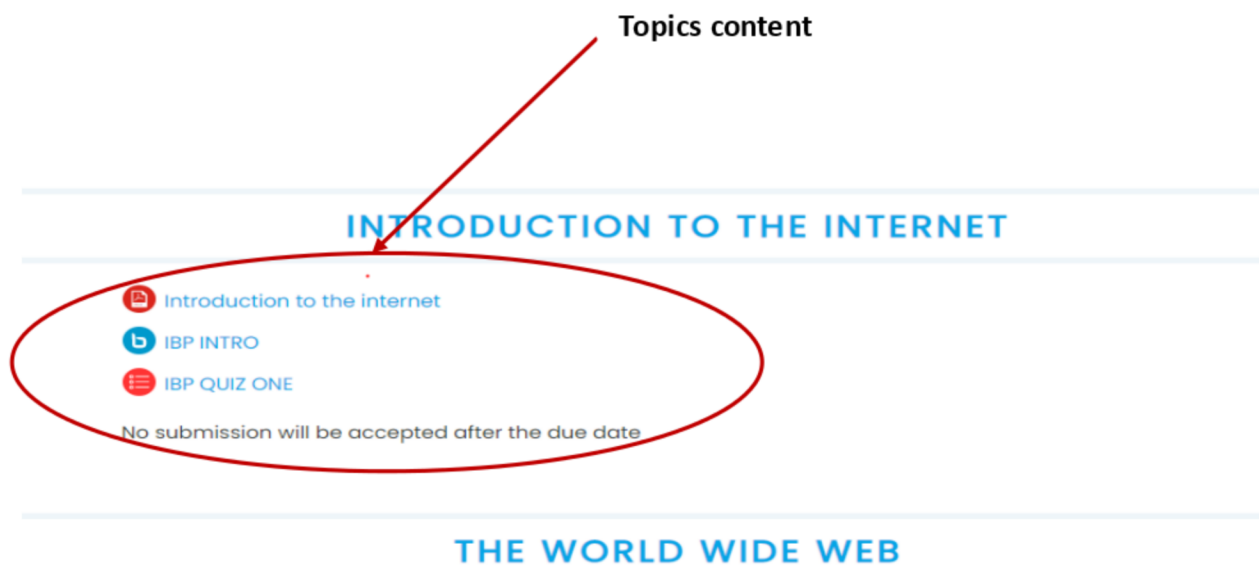 Topics content
INTRODUCTION TO THE INTERNET
Introduction to the internet
IBP INTRO
IBP QUIZ ONE
No submission will be accepted after the due date
THE WORLD WIDE WEB